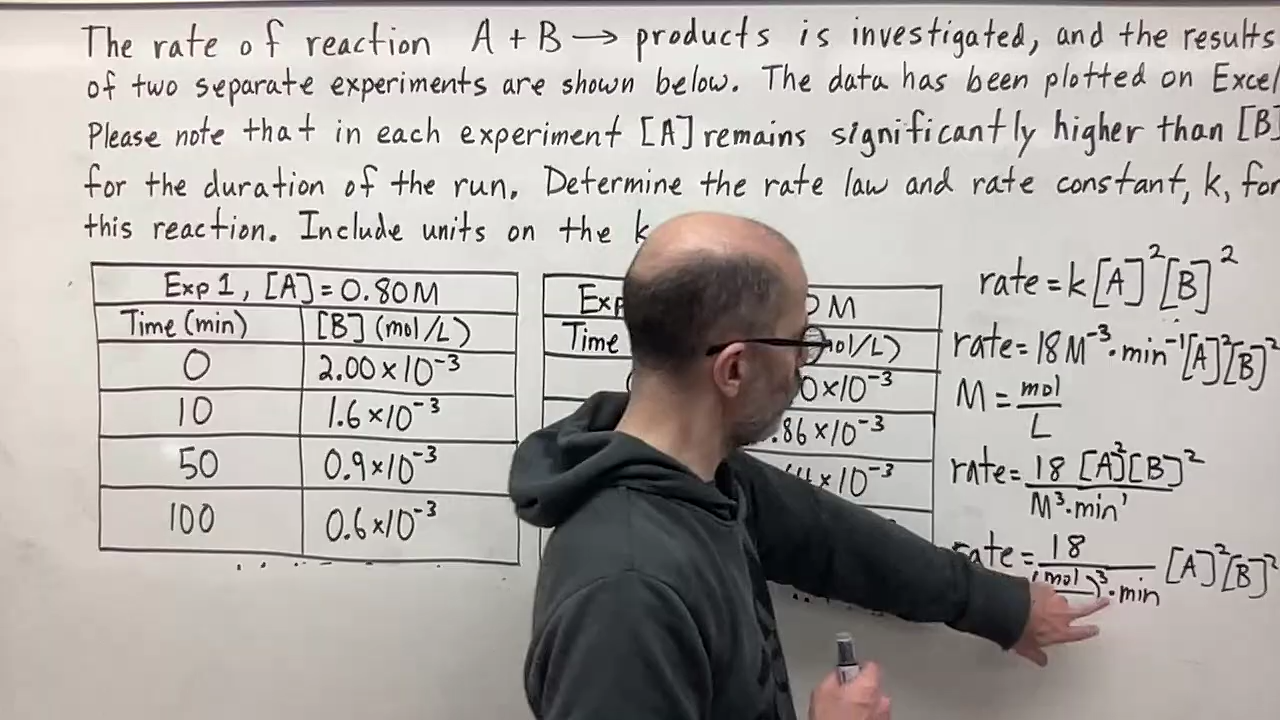 The rate of reaction A + B → products is investigated, and the results
of two separate experiments are shown below. The data has been plotted on Excel
Please note that in each experiment [A] remains significantly higher than [B]
for the duration of the run. Determine the rate law and rate constant, k, for
this reaction. Include units on the k
Exp 1, [A] = 0.80 M
Time (min) [B] (mol/L)
0 2.00 × 10⁻³
10 1.6 × 10⁻³
50 0.9 × 10⁻³
100 0.6 × 10⁻³
M
Time
0 × 10⁻³
.86 × 10⁻³
× 10⁻³
rate = k [A]² [B]²
rate = 18 M⁻³ · min⁻¹ [A]² [B]²
M = mol
L
rate = 18 [A]² [B]²
M³ · min¹
rate = 18 [A]² [B]²
(mol )³ · min